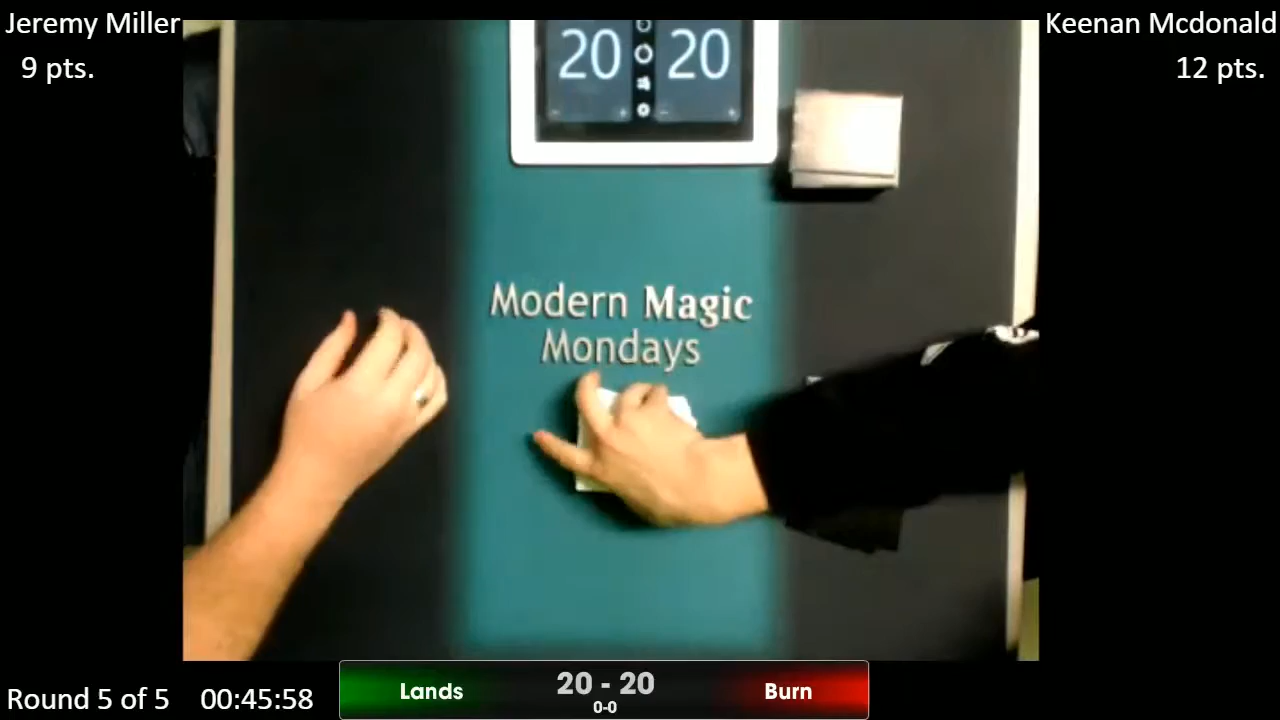 Jeremy Miller
9 pts.
Keenan Mcdonald
12 pts.
20 20
Modern Magic
Mondays
Round 5 of 5 00:45:58
Lands 20 - 20 Burn
0-0